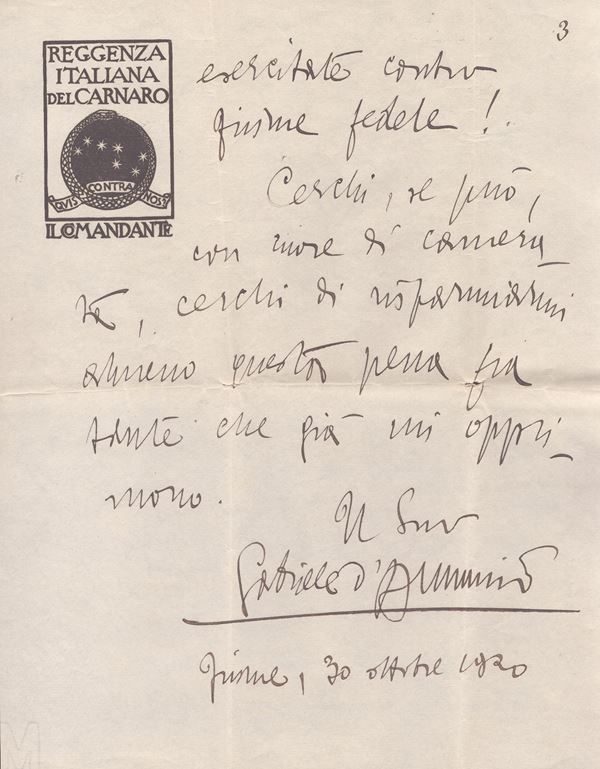 3
REGGENZA
ITALIANA
DEL CARNARO
QUIS CONTRA NOS?
IL COMANDANTE
esercitate contro
Fiume fedele!
Cerchi, se può,
con cuore di camera-
ta, cerchi di risparmiarmi
almeno questa pena fra
tante che già mi oppri-
mono.
Il Suo
Gabriele d'Annunzio
Fiume, 30 ottobre 1920